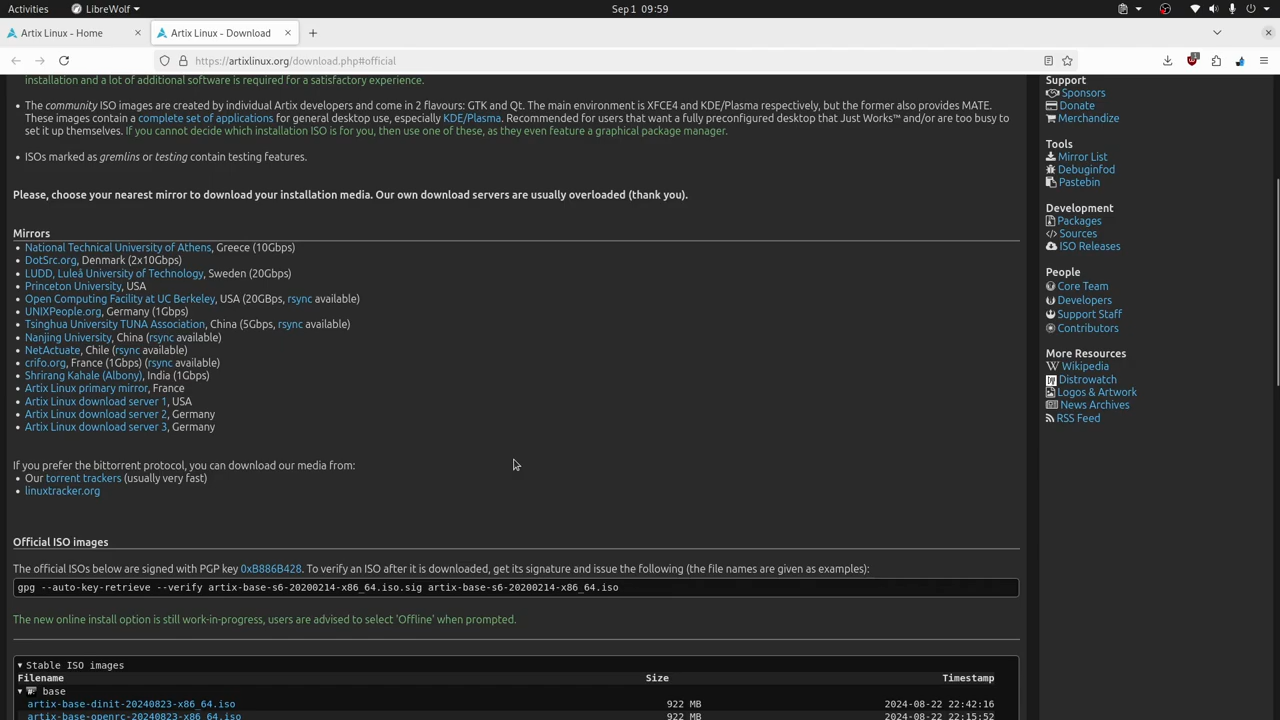 Activities LibreWolf Sep 1 09:59
Artix Linux - Home Artix Linux - Download
https://artixlinux.org/download.php#official
installation and a lot of additional software is required for a satisfactory experience.
• The community ISO images are created by individual Artix developers and come in 2 flavours: GTK and Qt. The main environment is XFCE4 and KDE/Plasma respectively, but the former also provides MATE.
These images contain a complete set of applications for general desktop use, especially KDE/Plasma. Recommended for users that want a fully preconfigured desktop that Just Works™ and/or are too busy to
set it up themselves. If you cannot decide which installation ISO is for you, then use one of these, as they even feature a graphical package manager.
• ISOs marked as gremlins or testing contain testing features.
Please, choose your nearest mirror to download your installation media. Our own download servers are usually overloaded (thank you).
Mirrors
• National Technical University of Athens, Greece (10Gbps)
• DotSrc.org, Denmark (2x10Gbps)
• LUDD, Luleå University of Technology, Sweden (20Gbps)
• Princeton University, USA
• Open Computing Facility at UC Berkeley, USA (20GBps, rsync available)
• UNIXPeople.org, Germany (1Gbps)
• Tsinghua University TUNA Association, China (5Gbps, rsync available)
• Nanjing University, China (rsync available)
• NetActuate, Chile (rsync available)
• crifo.org, France (1Gbps) (rsync available)
• Shrirang Kahale (Albony), India (1Gbps)
• Artix Linux primary mirror, France
• Artix Linux download server 1, USA
• Artix Linux download server 2, Germany
• Artix Linux download server 3, Germany
If you prefer the bittorrent protocol, you can download our media from:
• Our torrent trackers (usually very fast)
• linuxtracker.org
Official ISO images
The official ISOs below are signed with PGP key 0xB886B428. To verify an ISO after it is downloaded, get its signature and issue the following (the file names are given as examples):
gpg --auto-key-retrieve --verify artix-base-s6-20200214-x86_64.iso.sig artix-base-s6-20200214-x86_64.iso
The new online install option is still work-in-progress, users are advised to select 'Offline' when prompted.
Stable ISO images
Filename Size Timestamp
base
artix-base-dinit-20240823-x86_64.iso 922 MB 2024-08-22 22:42:16
artix-base-openrc-20240823-x86_64.iso 922 MB 2024-08-22 22:15:52
Support
Sponsors
Donate
Merchandize
Tools
Mirror List
Debuginfod
Pastebin
Development
Packages
Sources
ISO Releases
People
Core Team
Developers
Support Staff
Contributors
More Resources
Wikipedia
Distrowatch
Logos & Artwork
News Archives
RSS Feed